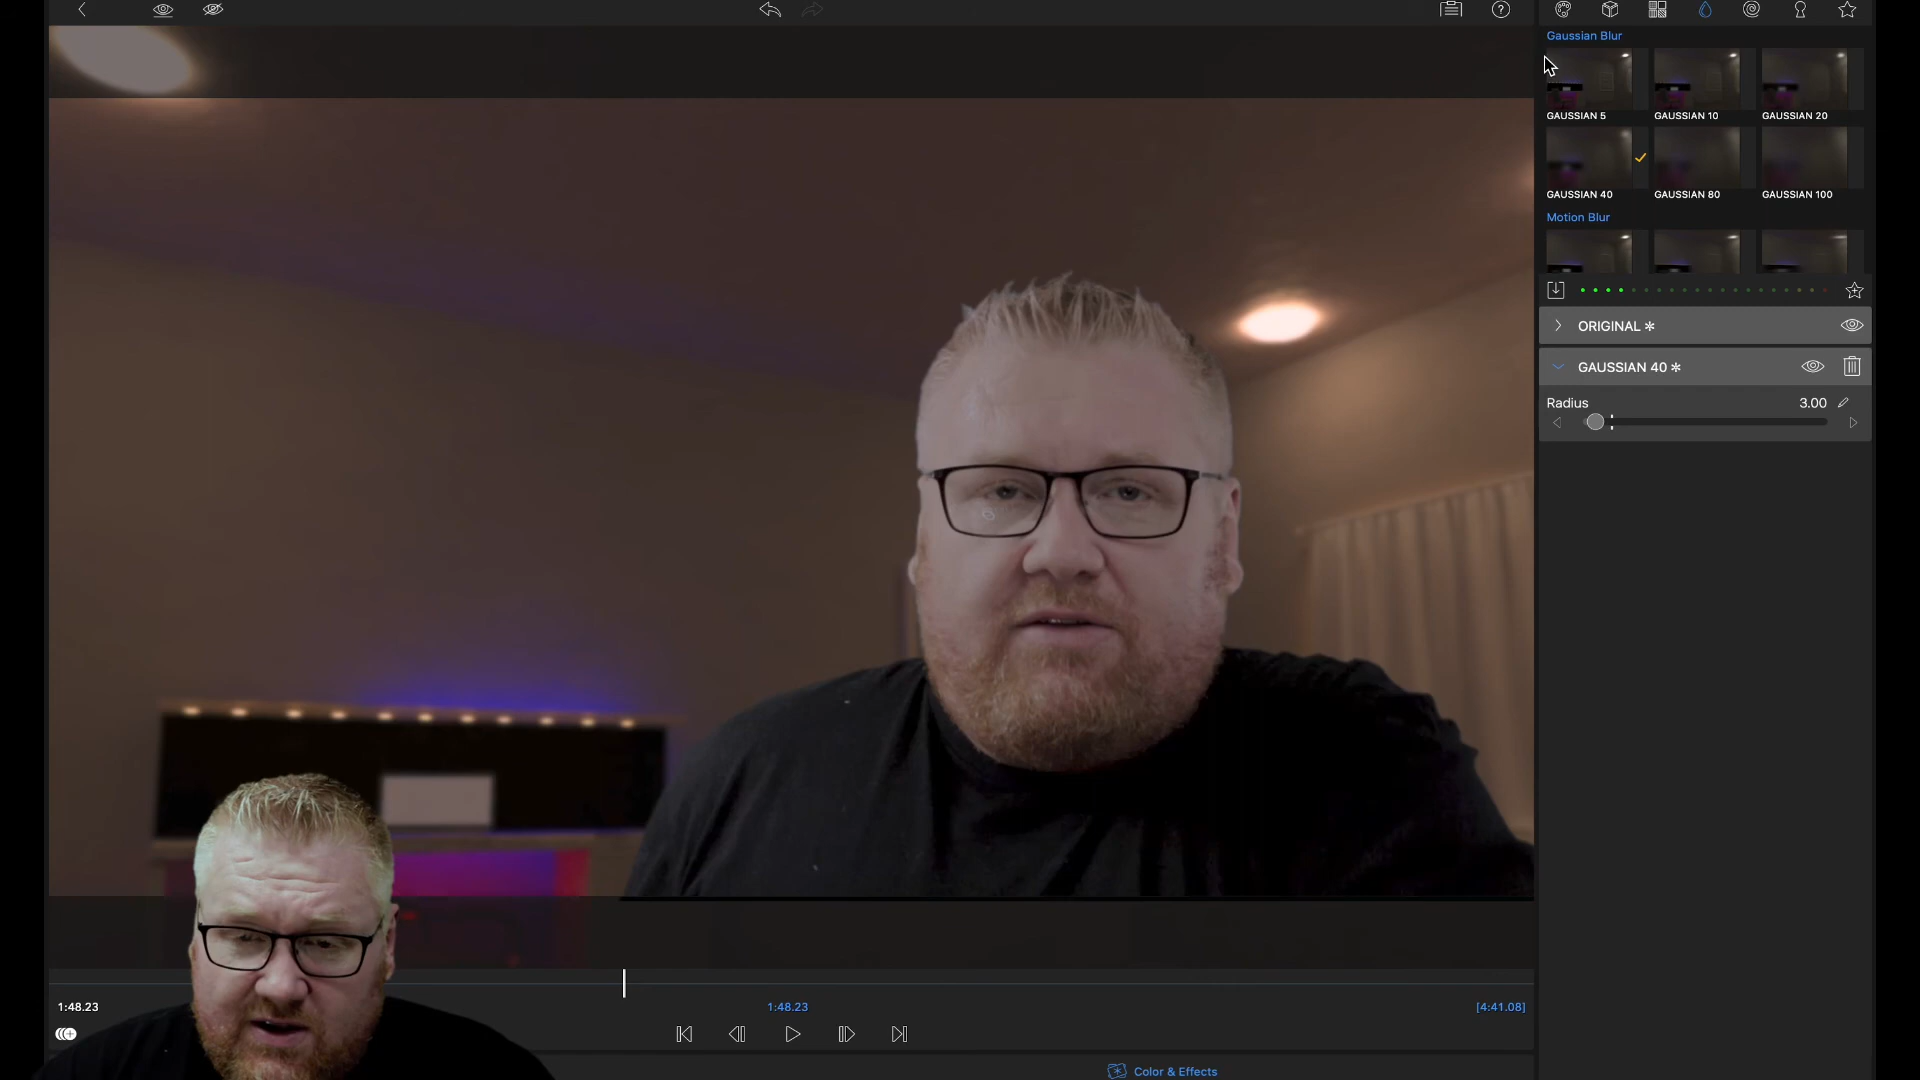 Gaussian Blur
GAUSSIAN 5
GAUSSIAN 10
GAUSSIAN 20
GAUSSIAN 40
GAUSSIAN 80
GAUSSIAN 100
Motion Blur
ORIGINAL *
GAUSSIAN 40 *
Radius
3.00
1:48.23
1:48.23
[4:41.08]
Color & Effects